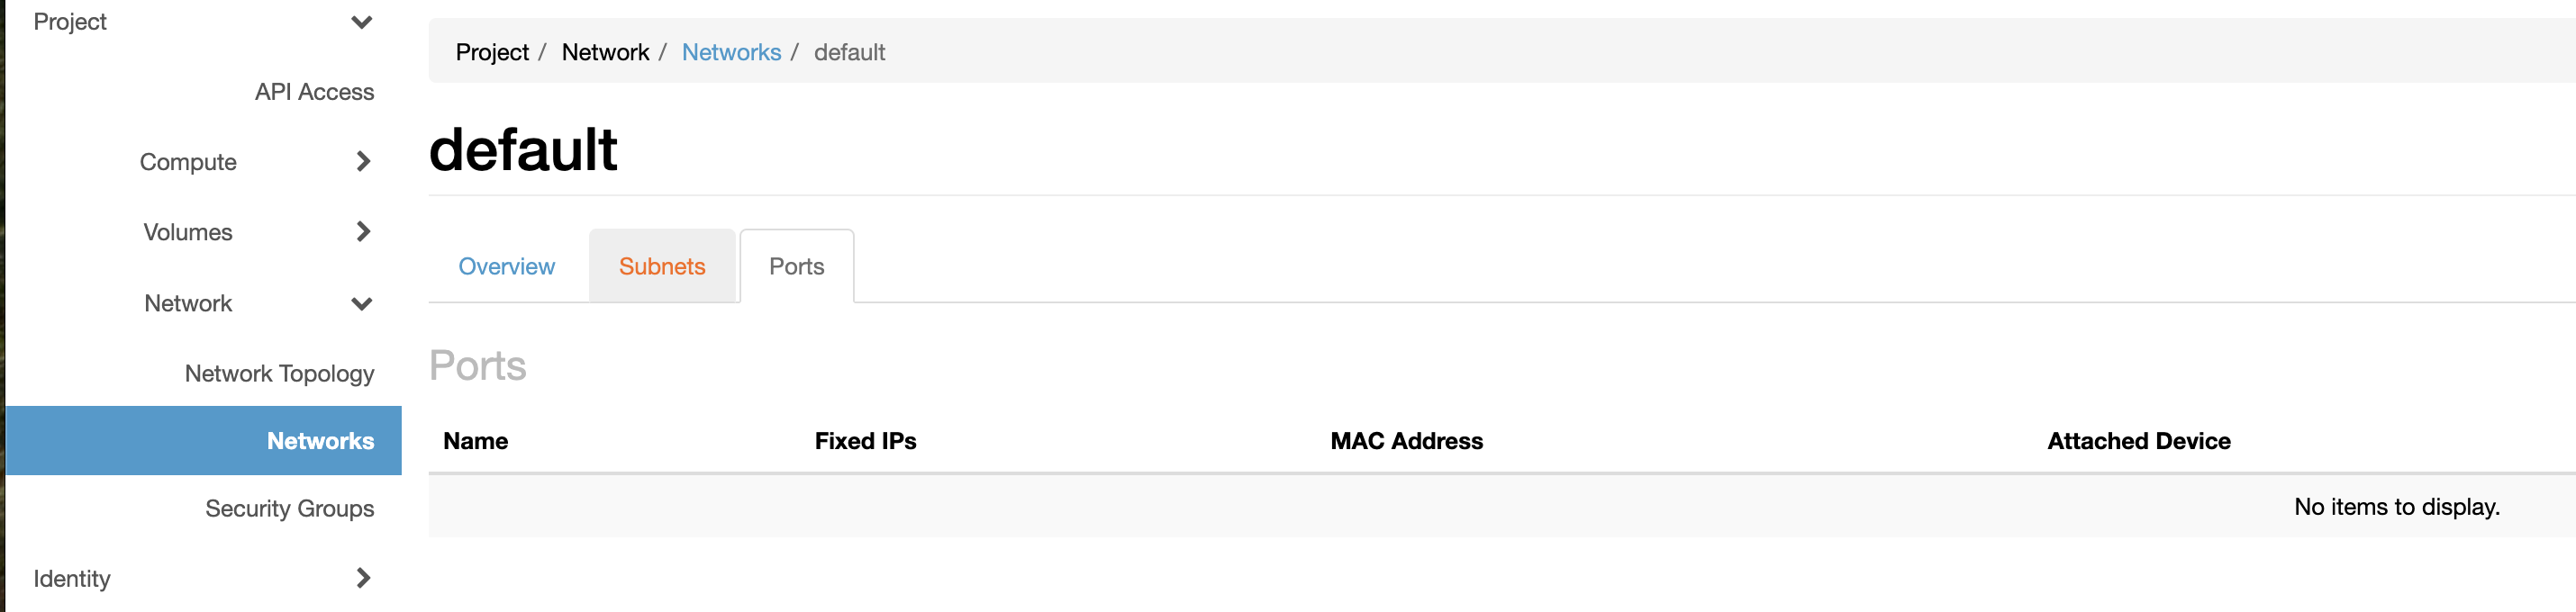 Project
API Access
Compute
Volumes
Network
Network Topology
Networks
Security Groups
Identity
Project / Network / Networks / default
default
Overview Subnets Ports
Ports
Name Fixed IPs MAC Address Attached Device
No items to display.